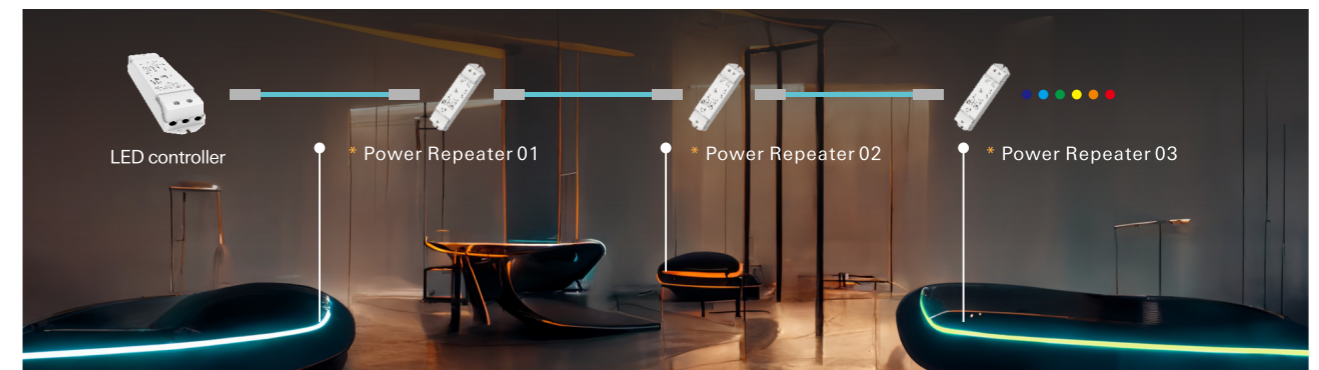 LED controller
* Power Repeater 01
* Power Repeater 02
* Power Repeater 03